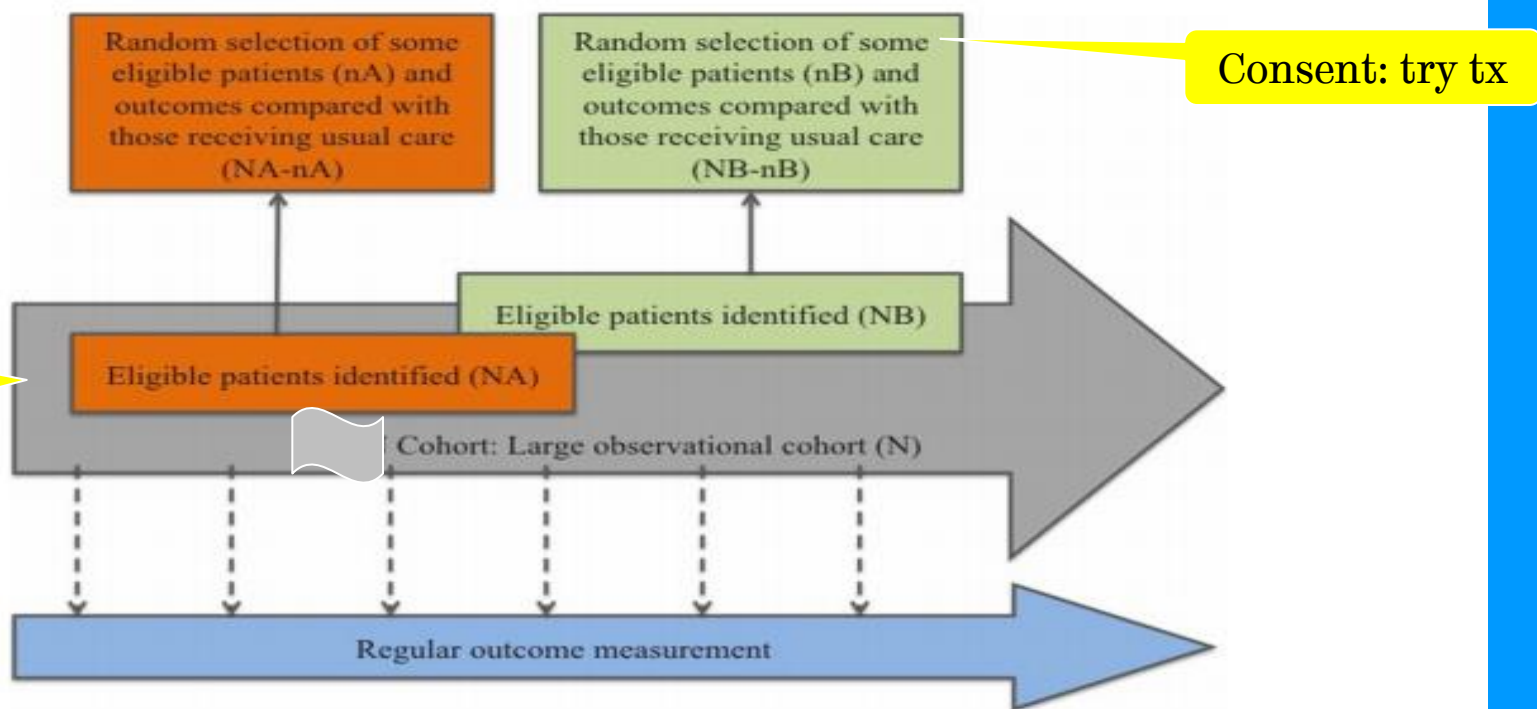 Random selection of some
eligible patients (nA) and
outcomes compared with
those receiving usual care
(NA-nA)
Random selection of some
eligible patients (nB) and
outcomes compared with
those receiving usual care
(NB-nB)
Consent: try tx
Eligible patients identified (NB)
Eligible patients identified (NA)
Cohort: Large observational cohort (N)
Regular outcome measurement